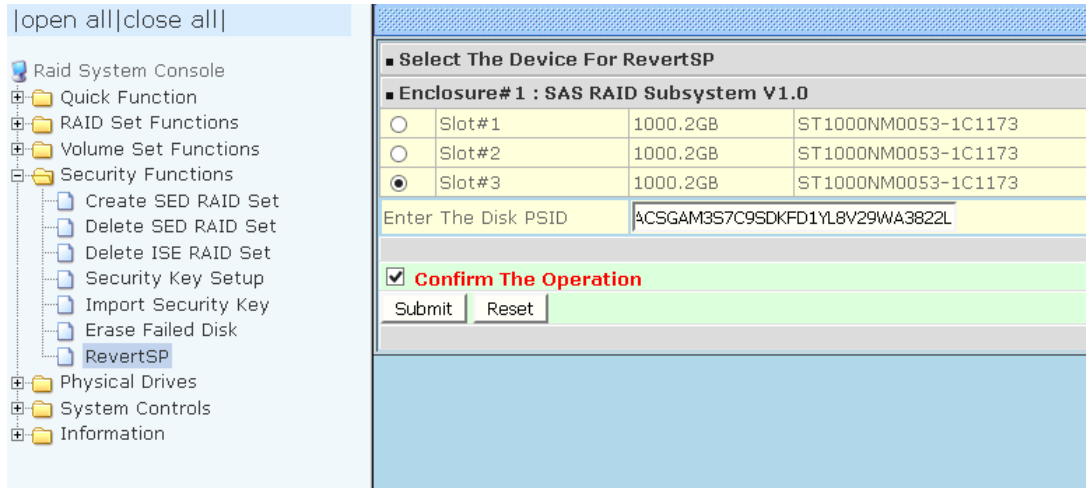 |open all|close all|
Raid System Console
Quick Function
RAID Set Functions
Volume Set Functions
Security Functions
Create SED RAID Set
Delete SED RAID Set
Delete ISE RAID Set
Security Key Setup
Import Security Key
Erase Failed Disk
RevertSP
Physical Drives
System Controls
Information
Select The Device For RevertSP
Enclosure#1 : SAS RAID Subsystem V1.0
Slot#1 1000.2GB ST1000NM0053-1C1173
Slot#2 1000.2GB ST1000NM0053-1C1173
Slot#3 1000.2GB ST1000NM0053-1C1173
Enter The Disk PSID ACSGAM3S7C9SDKFD1YL8V29WA3822L
Confirm The Operation
Submit Reset